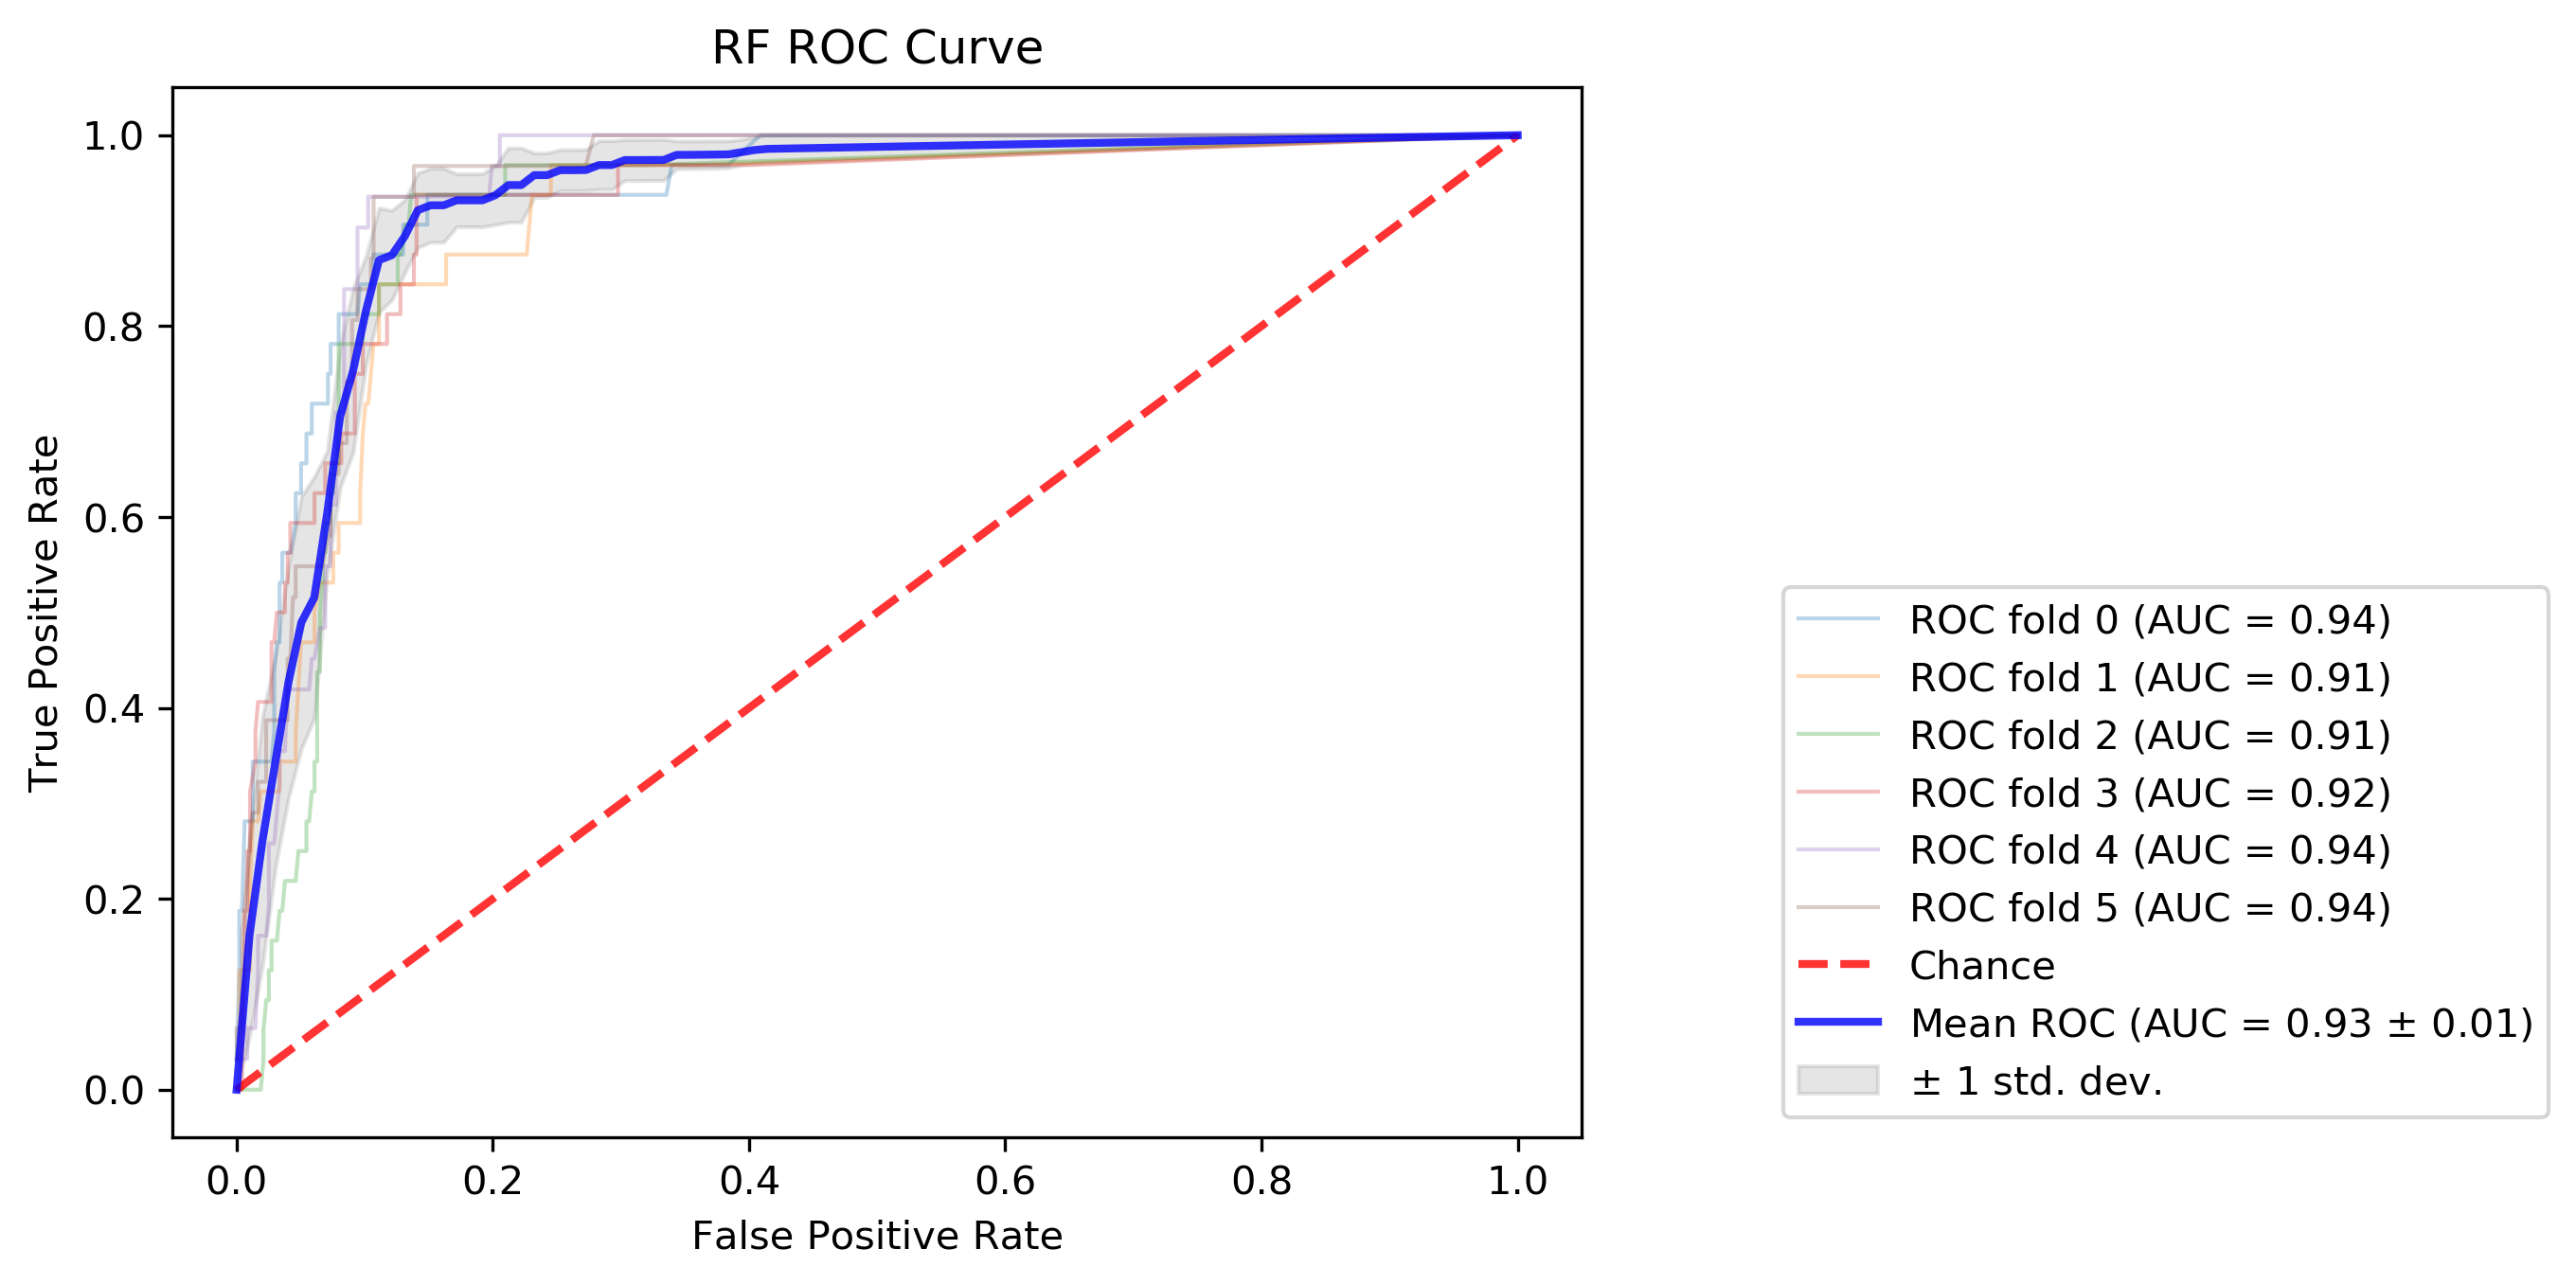 RF ROC Curve
1.0
0.8
0.6
0.4
0.2
0.0
True Positive Rate
0.0 0.2 0.4 0.6 0.8 1.0
False Positive Rate
ROC fold 0 (AUC = 0.94)
ROC fold 1 (AUC = 0.91)
ROC fold 2 (AUC = 0.91)
ROC fold 3 (AUC = 0.92)
ROC fold 4 (AUC = 0.94)
ROC fold 5 (AUC = 0.94)
Chance
Mean ROC (AUC = 0.93 ± 0.01)
± 1 std. dev.